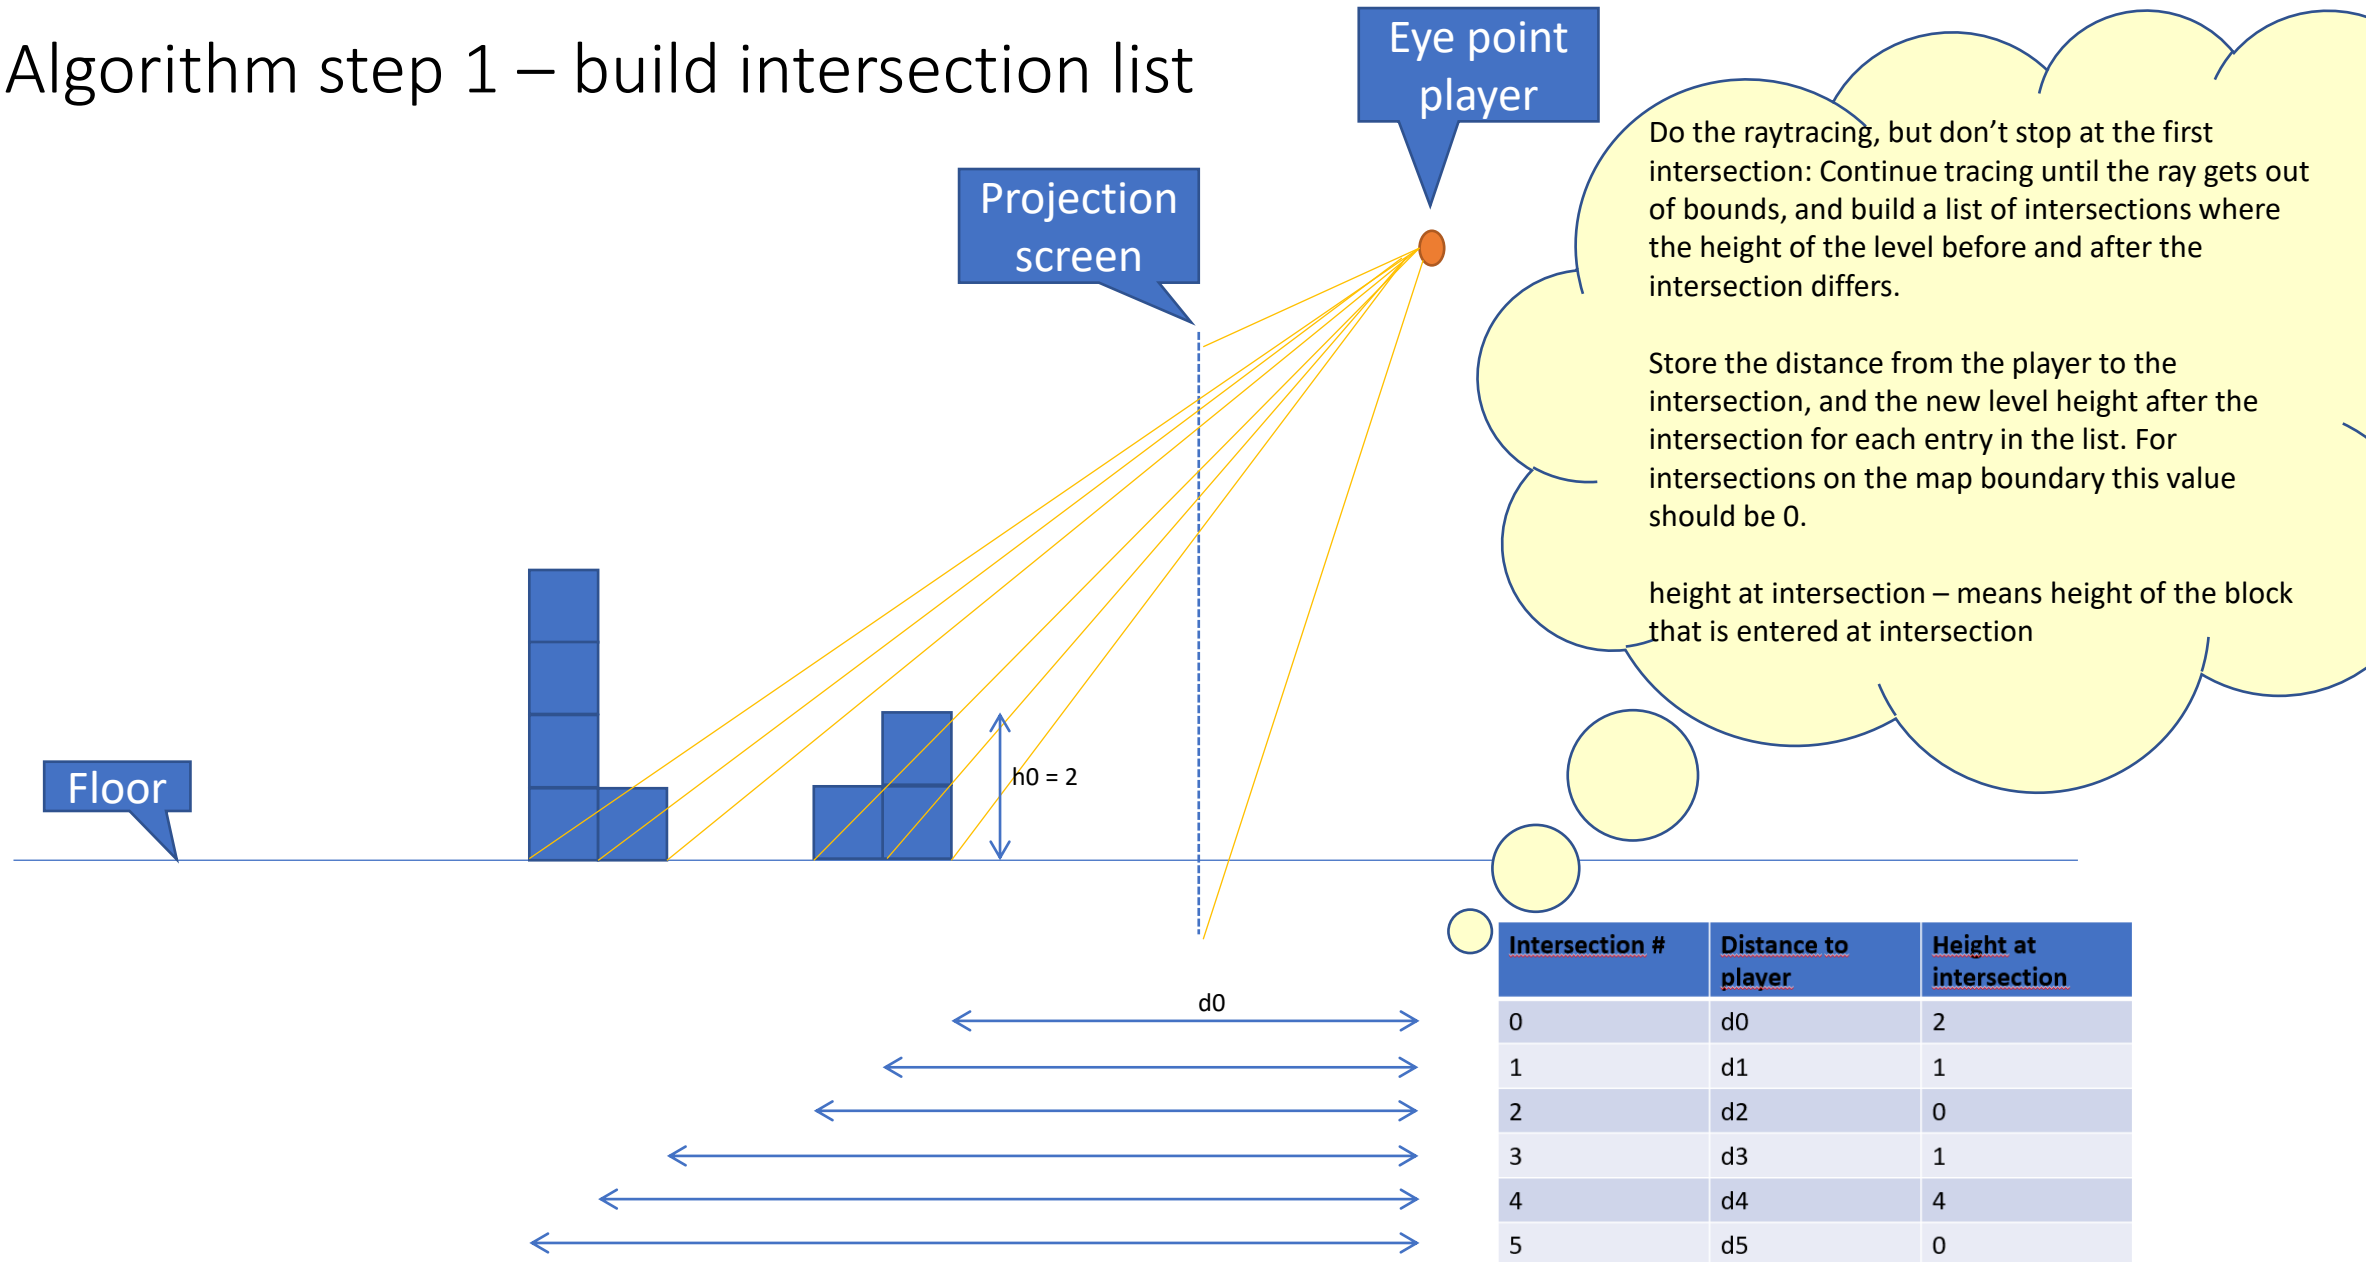 Algorithm step 1 – build intersection list
Eye point
player
Projection
screen
Do the raytracing, but don’t stop at the first
intersection: Continue tracing until the ray gets out
of bounds, and build a list of intersections where
the height of the level before and after the
intersection differs.
Store the distance from the player to the
intersection, and the new level height after the
intersection for each entry in the list. For
intersections on the map boundary this value
should be 0.
height at intersection – means height of the block
that is entered at intersection
h0 = 2
Floor
d0
Intersection # Distance to player Height at intersection
0 d0 2
1 d1 1
2 d2 0
3 d3 1
4 d4 4
5 d5 0